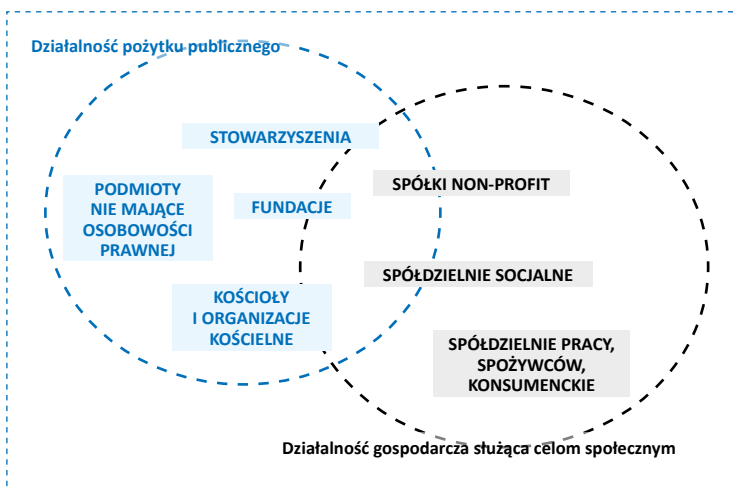 Działalność pożytku publicznego
STOWARZYSZENIA
SPÓŁKI NON-PROFIT
PODMIOTY
NIE MAJĄCE
OSOBOWOŚCI
PRAWNEJ
FUNDACJE
SPÓŁDZIELNIE SOCJALNE
KOŚCIOŁY
I ORGANIZACJE
KOŚCIELNE
SPÓŁDZIELNIE PRACY,
SPOŻYWCÓW,
KONSUMENCKIE
Działalność gospodarcza służąca celom społecznym